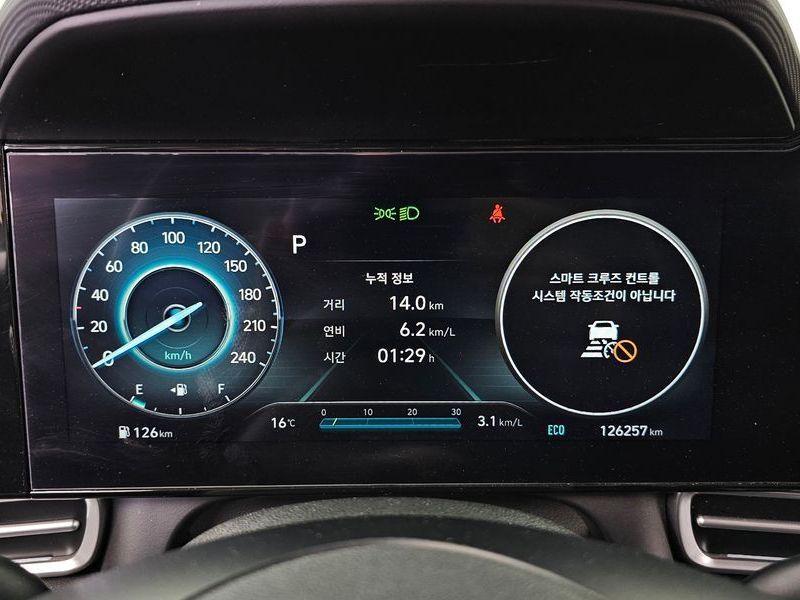 P
누적 정보
거리 14.0 km
연비 6.2 km/L
시간 01:29 h
0 20 40 60 80 100 120 150 180 210 240
km/h
E F
126 km
16℃
0 10 20 30
3.1 km/L
스마트 크루즈 컨트롤
시스템 작동조건이 아닙니다
ECO
126257 km